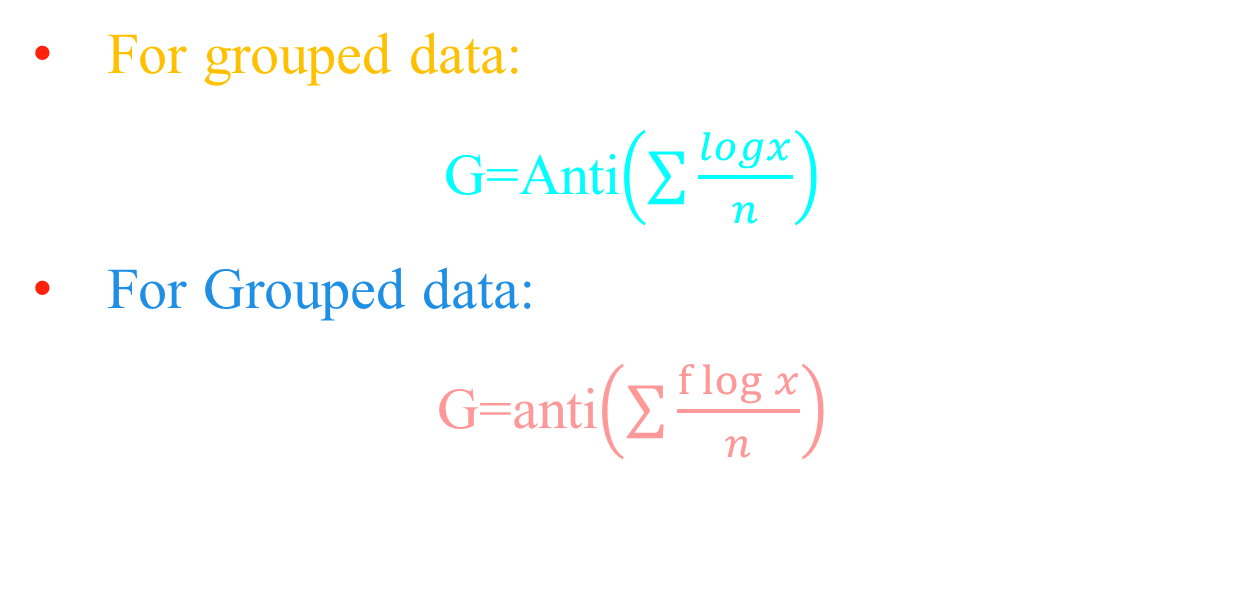 • For grouped data:
G=Anti(∑ logx/n)
• For Grouped data:
G=anti(∑ f log x/n)